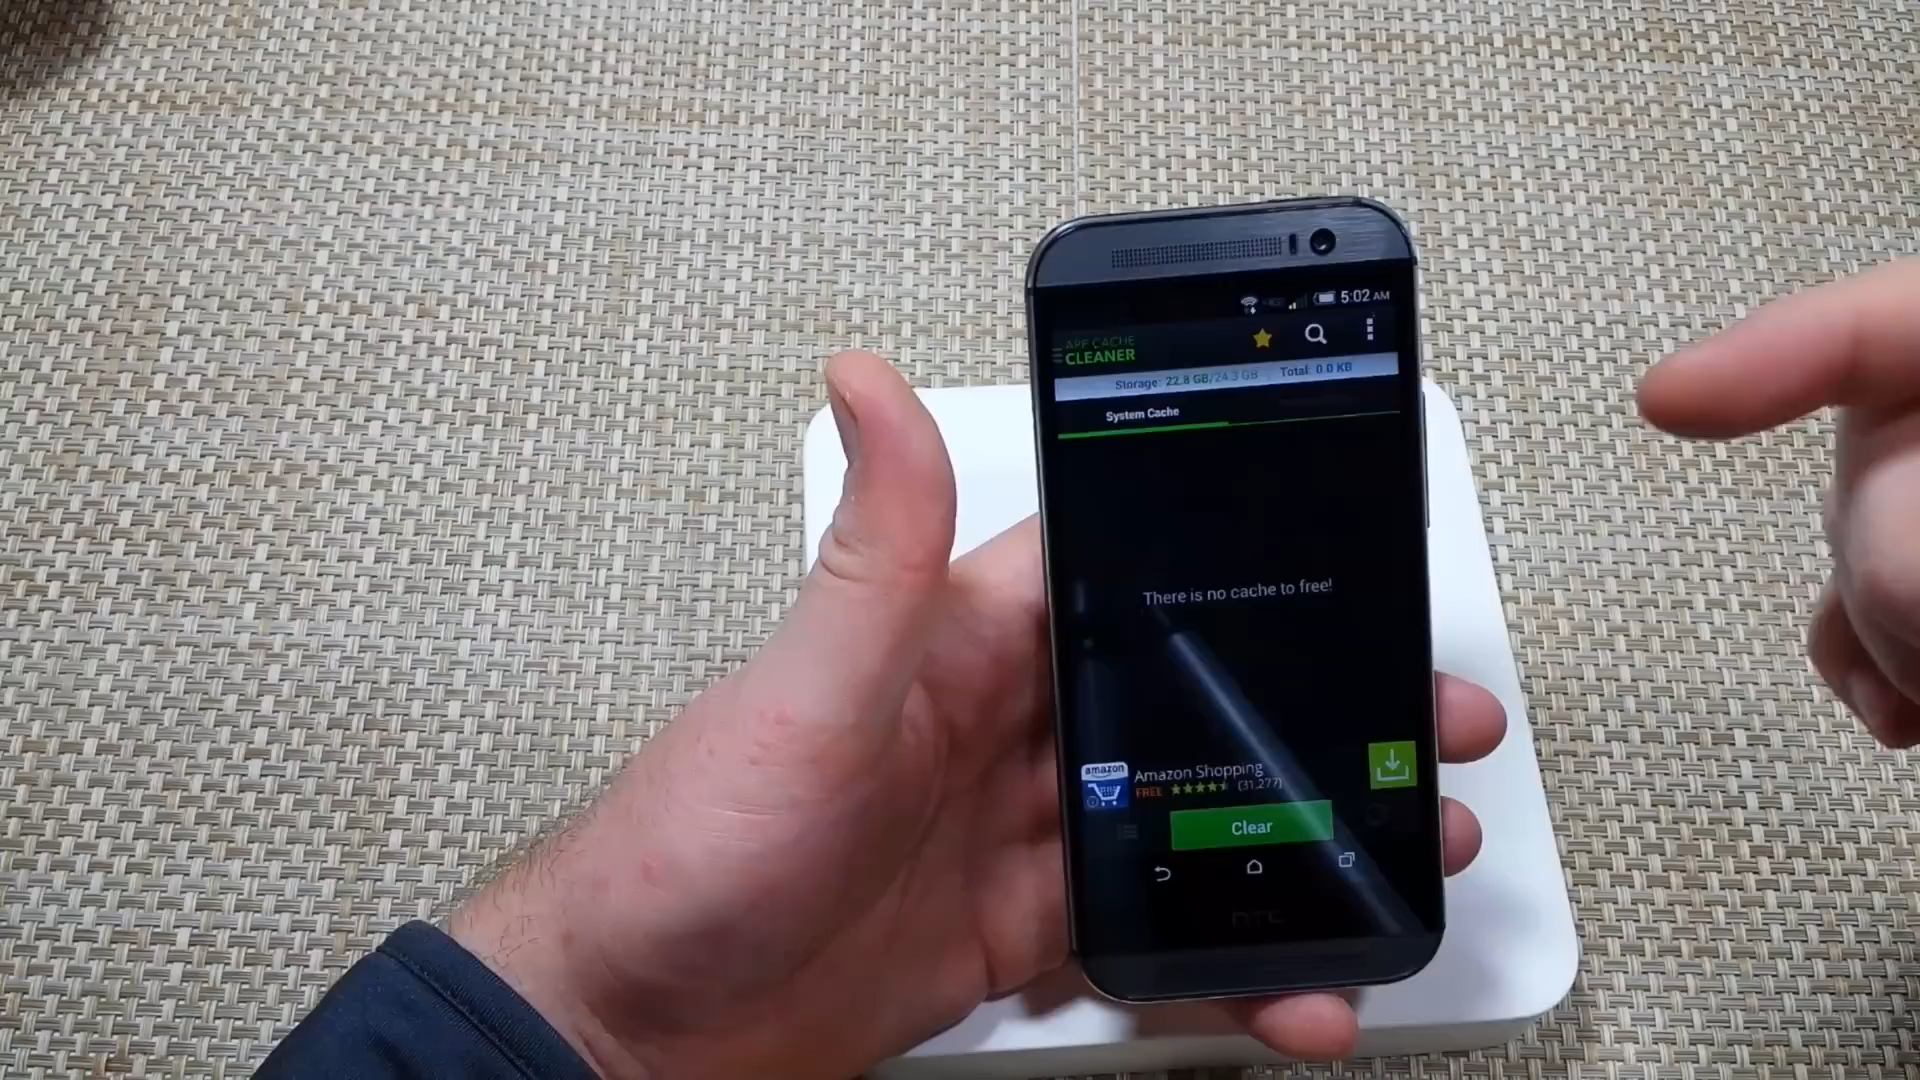 5:02 AM
APP CACHE
CLEANER
Storage: 22.8 GB/24.3 GB
Total: 0.0 KB
System Cache
There is no cache to free!
amazon
Amazon Shopping
FREE
(31,277)
Clear
hTC